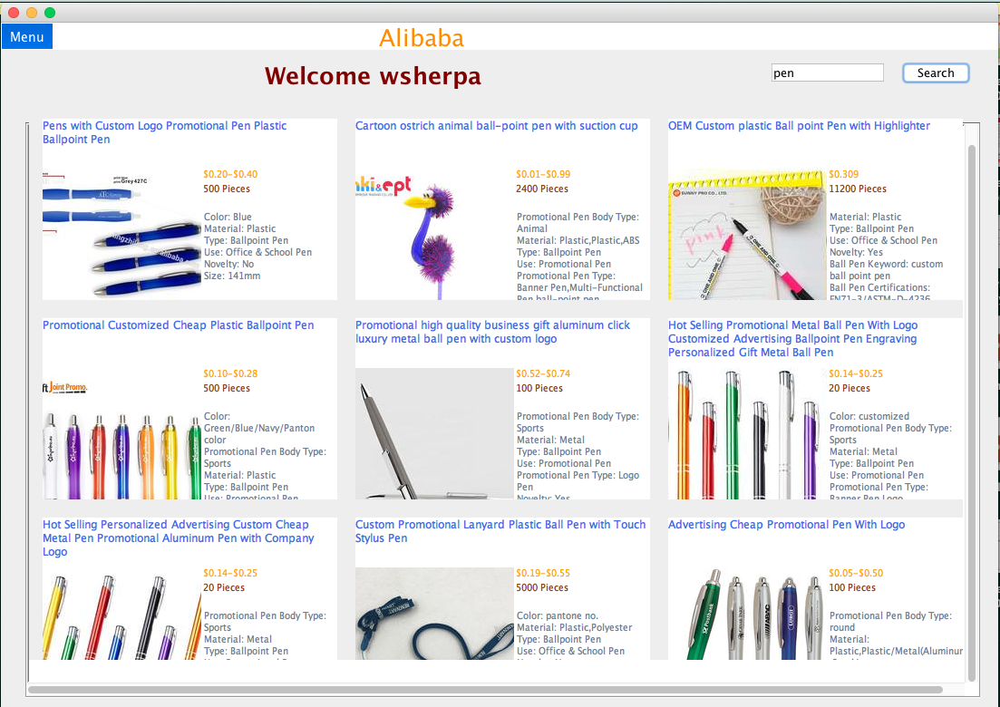 Menu
Alibaba
Welcome wsherpa
pen
Search
Pens with Custom Logo Promotional Pen Plastic
Ballpoint Pen
Grey 427C
$0.20-$0.40
500 Pieces
Color: Blue
Material: Plastic
Type: Ballpoint Pen
Use: Office & School Pen
Novelty: No
Size: 141mm
Cartoon ostrich animal ball-point pen with suction cup
$0.01-$0.99
2400 Pieces
Promotional Pen Body Type:
Animal
Material: Plastic,Plastic,ABS
Type: Ballpoint Pen
Use: Promotional Pen
Promotional Pen Type:
Banner Pen,Multi-Functional
Pen,ball-point pen
OEM Custom plastic Ball point Pen with Highlighter
SUNNY PRO CO., LTD.
pink
ONE AND ONE
ONE AND ONE
$0.309
11200 Pieces
Material: Plastic
Type: Ballpoint Pen
Use: Office & School Pen
Novelty: Yes
Ball Pen Keyword: custom
ball point pen
Ball Pen Certifications:
EN71-3/ASTM-D-4236
Promotional Customized Cheap Plastic Ballpoint Pen
ft Joint Promo.
$0.10-$0.28
500 Pieces
Color:
Green/Blue/Navy/Panton
color
Promotional Pen Body Type:
Sports
Material: Plastic
Type: Ballpoint Pen
Use: Promotional Pen
Promotional high quality business gift aluminum click
luxury metal ball pen with custom logo
$0.52-$0.74
100 Pieces
Promotional Pen Body Type:
Sports
Material: Metal
Type: Ballpoint Pen
Use: Promotional Pen
Promotional Pen Type: Logo
Pen
Novelty: Yes
Hot Selling Promotional Metal Ball Pen With Logo
Customized Advertising Ballpoint Pen Engraving
Personalized Gift Metal Ball Pen
$0.14-$0.25
20 Pieces
Color: customized
Promotional Pen Body Type:
Sports
Material: Metal
Type: Ballpoint Pen
Use: Promotional Pen
Promotional Pen Type:
Banner Pen,Logo
Hot Selling Personalized Advertising Custom Cheap
Metal Pen Promotional Aluminum Pen with Company
Logo
$0.14-$0.25
20 Pieces
Promotional Pen Body Type:
Sports
Material: Metal
Type: Ballpoint Pen
Custom Promotional Lanyard Plastic Ball Pen with Touch
Stylus Pen
$0.19-$0.55
5000 Pieces
Color: pantone no.
Material: Plastic,Polyester
Type: Ballpoint Pen
Use: Office & School Pen
Advertising Cheap Promotional Pen With Logo
Postbank
$0.05-$0.50
100 Pieces
Promotional Pen Body Type:
round
Material:
Plastic,Plastic/Metal(Aluminum